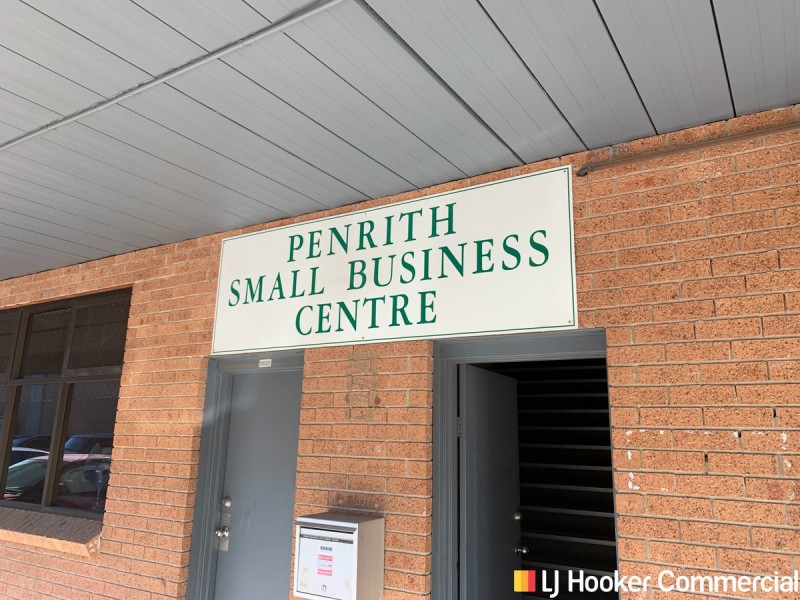 PENRITH
SMALL BUSINESS
CENTRE
LJ Hooker Commercial